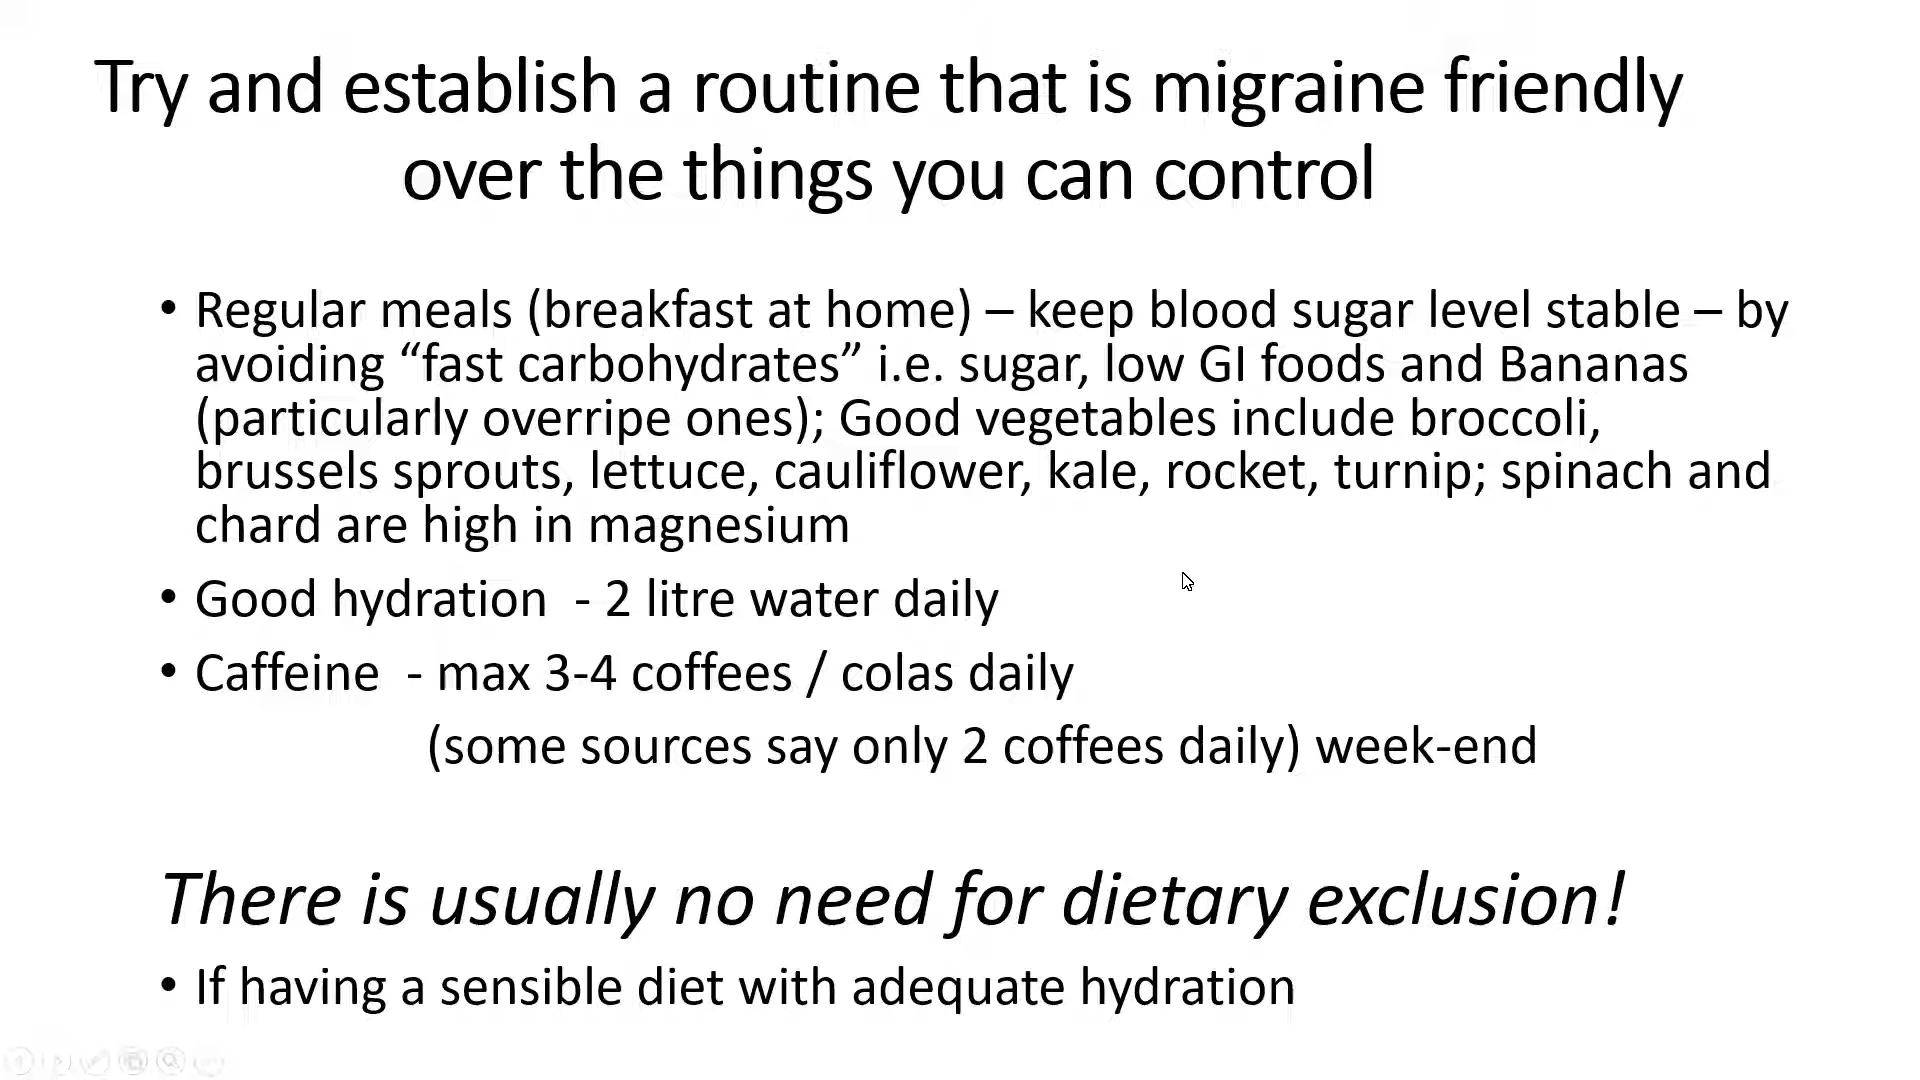 Try and establish a routine that is migraine friendly
over the things you can control
• Regular meals (breakfast at home) – keep blood sugar level stable – by
avoiding “fast carbohydrates” i.e. sugar, low GI foods and Bananas
(particularly overripe ones); Good vegetables include broccoli,
brussels sprouts, lettuce, cauliflower, kale, rocket, turnip; spinach and
chard are high in magnesium
• Good hydration  - 2 litre water daily
• Caffeine  - max 3-4 coffees / colas daily
(some sources say only 2 coffees daily) week-end
There is usually no need for dietary exclusion!
• If having a sensible diet with adequate hydration